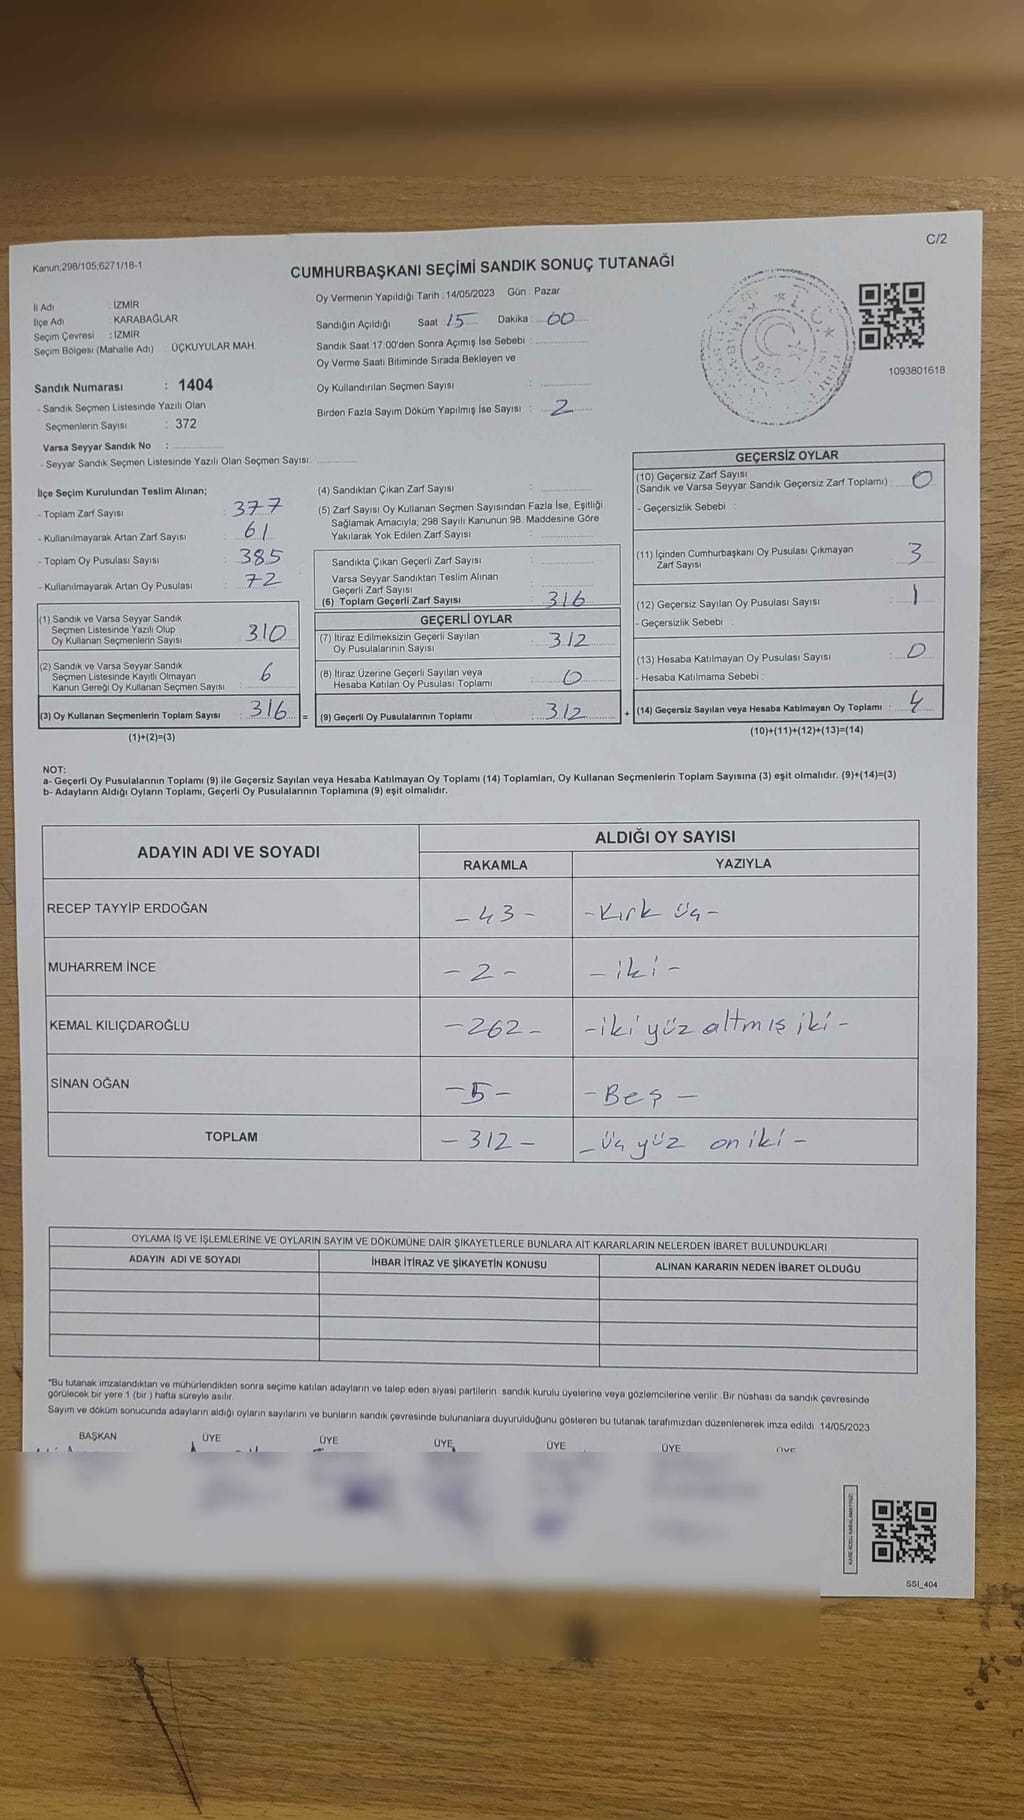 C/2
Kanun,298/105,6271/18-1
CUMHURBAŞKANI SEÇİMİ SANDIK SONUÇ TUTANAĞI
1093801618
İl Adı : İZMİR
İlçe Adı : KARABAĞLAR
Seçim Çevresi : İZMİR
Seçim Bölgesi (Mahalle Adı) ÜÇKUYULAR MAH.
Sandık Numarası : 1404
- Sandık Seçmen Listesinde Yazılı Olan
Seçmenlerin Sayısı : 372
Varsa Seyyar Sandık No :
- Seyyar Sandık Seçmen Listesinde Yazılı Olan Seçmen Sayısı:
Oy Vermenin Yapıldığı Tarih : 14/05/2023 Gün : Pazar
Sandığın Açıldığı Saat : 15 Dakika : 00
Sandık Saat 17:00'den Sonra Açımış İse Sebebi :
Oy Verme Saati Bitiminde Sırada Bekleyen ve
Oy Kullandırılan Seçmen Sayısı :
Birden Fazla Sayım Döküm Yapılmış İse Sayısı : 2
İlçe Seçim Kurulundan Teslim Alınan;
- Toplam Zarf Sayısı : 377
- Kullanılmayarak Artan Zarf Sayısı : 61
- Toplam Oy Pusulası Sayısı : 385
- Kullanılmayarak Artan Oy Pusulası : 72
(1) Sandık ve Varsa Seyyar Sandık
Seçmen Listesinde Yazılı Olup
Oy Kullanan Seçmenlerin Sayısı : 310
(2) Sandık ve Varsa Seyyar Sandık
Seçmen Listesinde Kayıtlı Olmayan
Kanun Gereği Oy Kullanan Seçmen Sayısı : 6
(3) Oy Kullanan Seçmenlerin Toplam Sayısı : 316 =
(1)+(2)=(3)
(4) Sandıktan Çıkan Zarf Sayısı :
(5) Zarf Sayısı Oy Kullanan Seçmen Sayısından Fazla İse, Eşitliği
Sağlamak Amacıyla; 298 Sayılı Kanunun 98. Maddesine Göre
Yakılarak Yok Edilen Zarf Sayısı :
Sandıkta Çıkan Geçerli Zarf Sayısı :
Varsa Seyyar Sandıktan Teslim Alınan
Geçerli Zarf Sayısı :
(6) Toplam Geçerli Zarf Sayısı : 316
GEÇERLİ OYLAR
(7) İtiraz Edilmeksizin Geçerli Sayılan
Oy Pusulalarının Sayısı : 312
(8) İtiraz Üzerine Geçerli Sayılan veya
Hesaba Katılan Oy Pusulası Toplamı : 0
(9) Geçerli Oy Pusulalarının Toplamı : 312 +
GEÇERSİZ OYLAR
(10) Geçersiz Zarf Sayısı
(Sandık ve Varsa Seyyar Sandık Geçersiz Zarf Toplamı) : 0
- Geçersizlik Sebebi :
(11) İçinden Cumhurbaşkanı Oy Pusulası Çıkmayan
Zarf Sayısı : 3
(12) Geçersiz Sayılan Oy Pusulası Sayısı : 1
- Geçersizlik Sebebi :
(13) Hesaba Katılmayan Oy Pusulası Sayısı : 0
- Hesaba Katılmama Sebebi :
(14) Geçersiz Sayılan veya Hesaba Katılmayan Oy Toplamı : 4
(10)+(11)+(12)+(13)=(14)
NOT:
a- Geçerli Oy Pusulalarının Toplamı (9) ile Geçersiz Sayılan veya Hesaba Katılmayan Oy Toplamı (14) Toplamları, Oy Kullanan Seçmenlerin Toplam Sayısına (3) eşit olmalıdır. (9)+(14)=(3)
b- Adayların Aldığı Oyların Toplamı, Geçerli Oy Pusulalarının Toplamına (9) eşit olmalıdır.
ADAYIN ADI VE SOYADI ALDIĞI OY SAYISI
RAKAMLA YAZIYLA
RECEP TAYYİP ERDOĞAN - 43 - - Kırk üç -
MUHARREM İNCE - 2 - - iki -
KEMAL KILIÇDAROĞLU - 262 - - iki yüz altmış iki -
SİNAN OĞAN - 5 - - Beş -
TOPLAM - 312 - - Üç yüz on iki -
OYLAMA İŞ VE İŞLEMLERİNE VE OYLARIN SAYIM VE DÖKÜMÜNE DAİR ŞİKAYETLERLE BUNLARA AİT KARARLARIN NELERDEN İBARET BULUNDUKLARI
ADAYIN ADI VE SOYADI İHBAR İTİRAZ VE ŞİKAYETİN KONUSU ALINAN KARARIN NEDEN İBARET OLDUĞU
*Bu tutanak imzalandıktan ve mühürlendikten sonra seçime katılan adayların ve talep eden siyasi partilerin sandık kurulu üyelerine veya gözlemcilerine verilir. Bir nüshası da sandık çevresinde
görülecek bir yere 1 (bir ) hafta süreyle asılır.
Sayım ve döküm sonucunda adayların aldığı oyların sayılarını ve bunların sandık çevresinde bulunanlara duyurulduğunu gösteren bu tutanak tarafımızdan düzenlenerek imza edildi. 14/05/2023
BAŞKAN ÜYE ÜYE ÜYE ÜYE ÜYE ÜYE
SSI_404